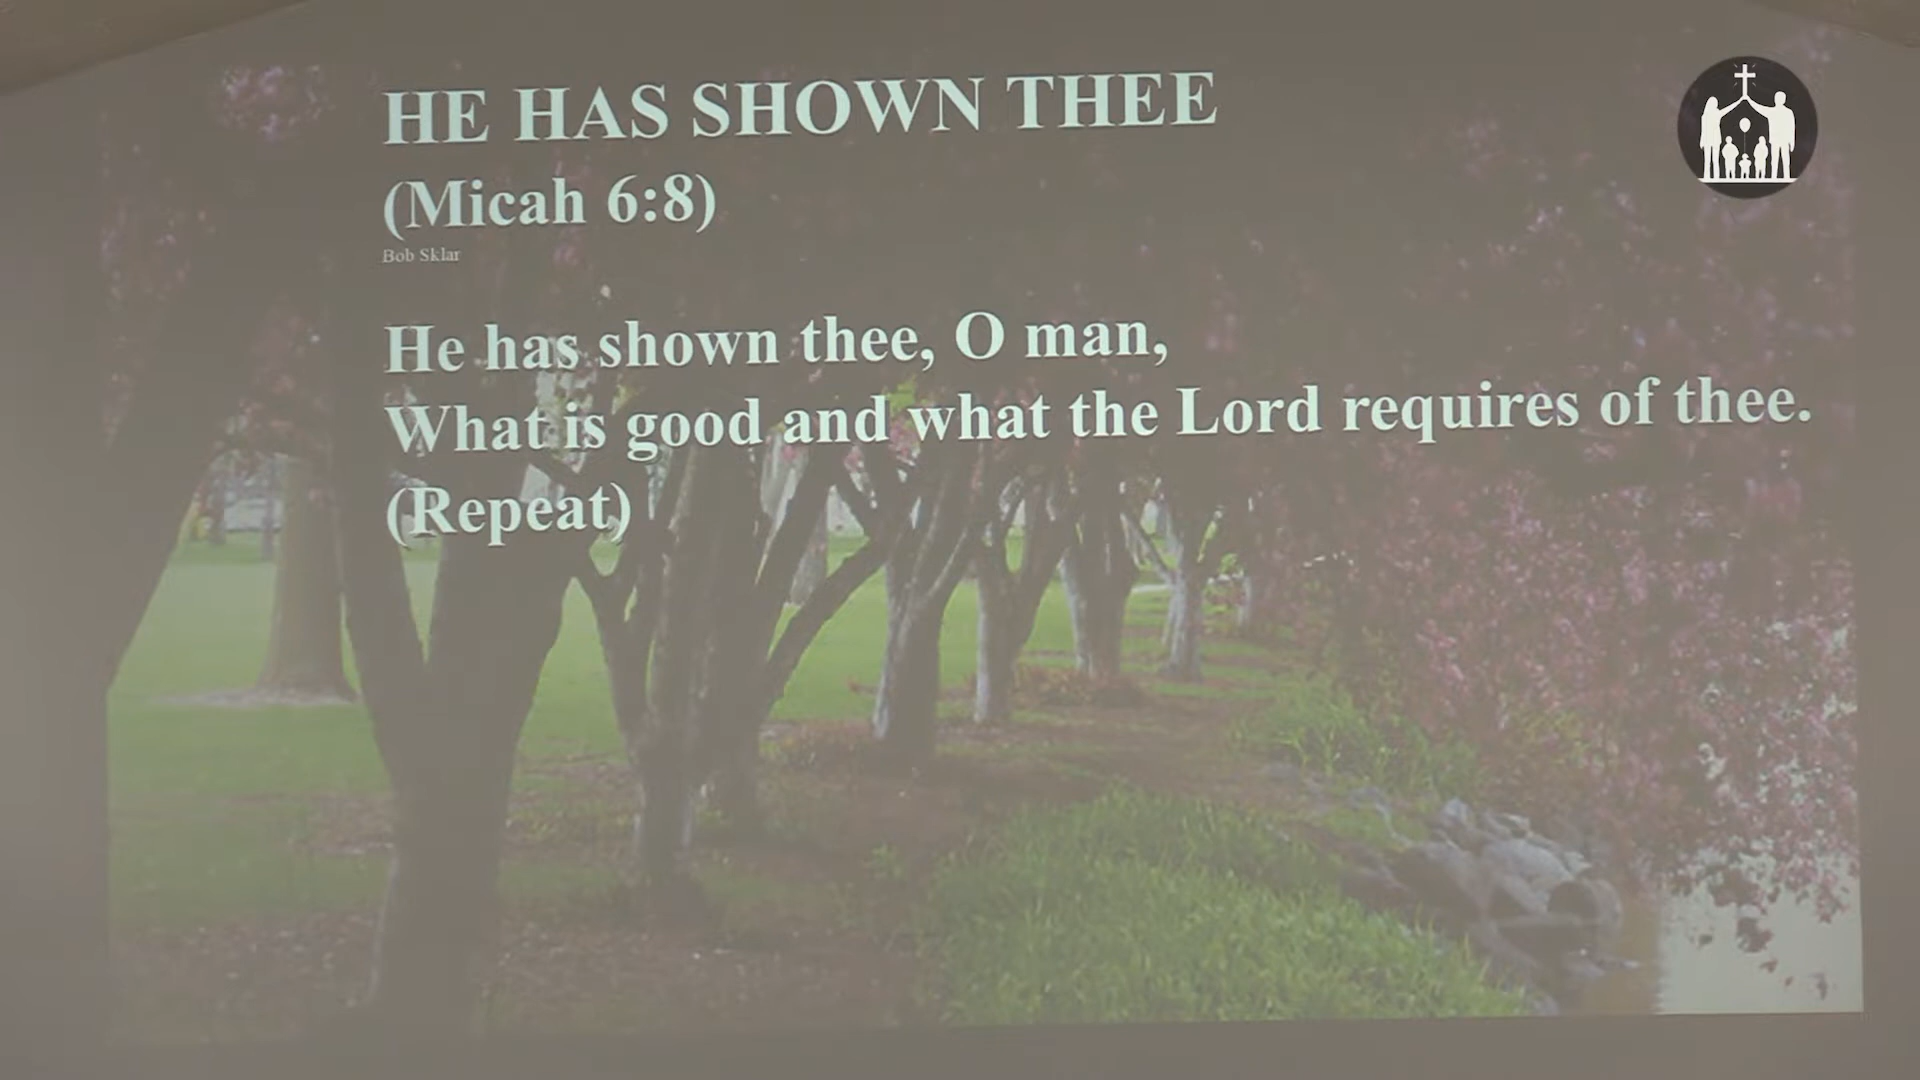 HE HAS SHOWN THEE
(Micah 6:8)
Bob Sklar
He has shown thee, O man,
What is good and what the Lord requires of thee.
(Repeat)